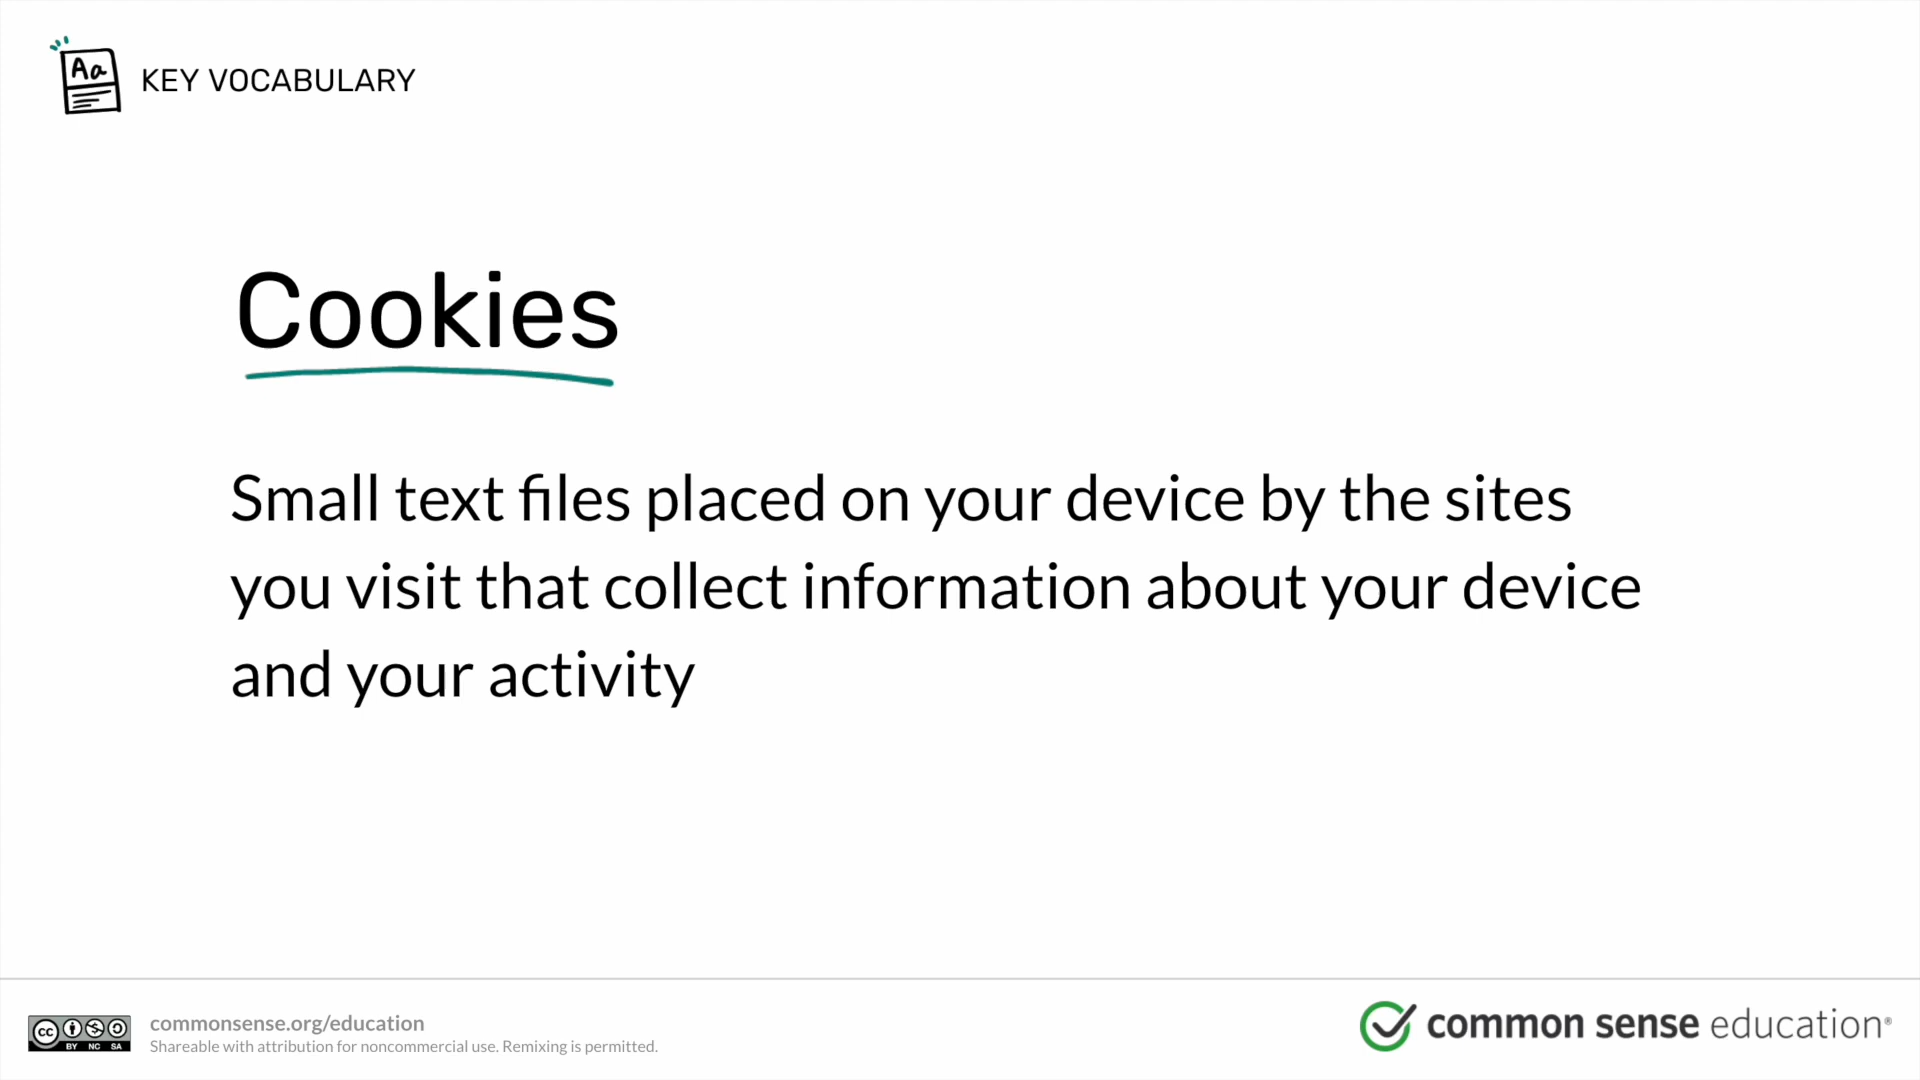 Aa
KEY VOCABULARY
Cookies
Small text files placed on your device by the sites
you visit that collect information about your device
and your activity
cc
BY NC SA
commonsense.org/education
Shareable with attribution for noncommercial use. Remixing is permitted.
common sense education®